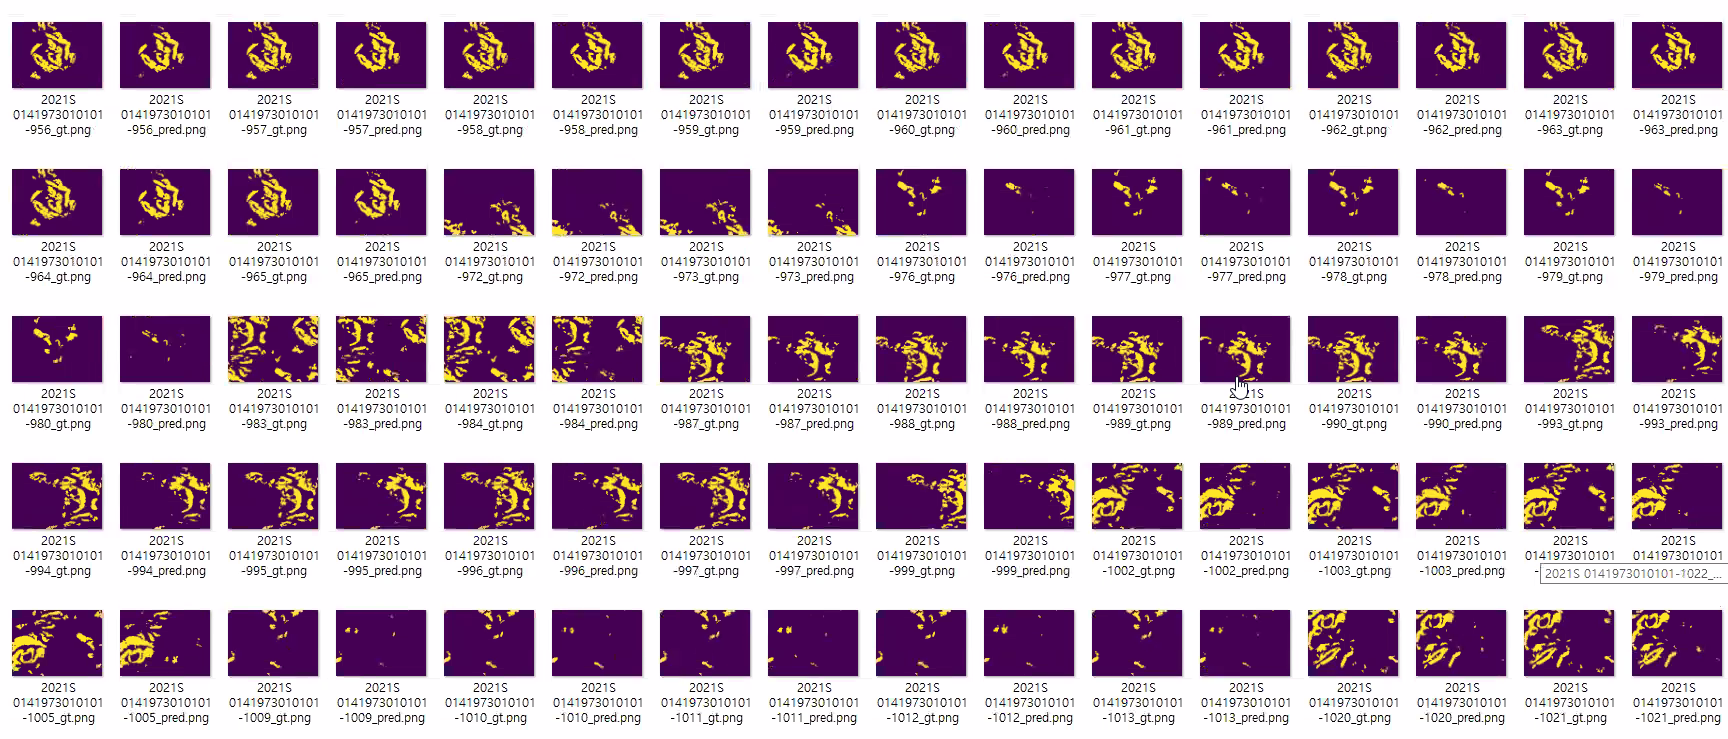 2021S 2021S 2021S 2021S 2021S 2021S 2021S 2021S 2021S 2021S 2021S 2021S 2021S 2021S 2021S 2021S
0141973010101 0141973010101 0141973010101 0141973010101 0141973010101 0141973010101 0141973010101 0141973010101 0141973010101 0141973010101 0141973010101 0141973010101 0141973010101 0141973010101 0141973010101 0141973010101
-956_gt.png -956_pred.png -957_gt.png -957_pred.png -958_gt.png -958_pred.png -959_gt.png -959_pred.png -960_gt.png -960_pred.png -961_gt.png -961_pred.png -962_gt.png -962_pred.png -963_gt.png -963_pred.png
2021S 2021S 2021S 2021S 2021S 2021S 2021S 2021S 2021S 2021S 2021S 2021S 2021S 2021S 2021S 2021S
0141973010101 0141973010101 0141973010101 0141973010101 0141973010101 0141973010101 0141973010101 0141973010101 0141973010101 0141973010101 0141973010101 0141973010101 0141973010101 0141973010101 0141973010101 0141973010101
-964_gt.png -964_pred.png -965_gt.png -965_pred.png -972_gt.png -972_pred.png -973_gt.png -973_pred.png -976_gt.png -976_pred.png -977_gt.png -977_pred.png -978_gt.png -978_pred.png -979_gt.png -979_pred.png
2021S 2021S 2021S 2021S 2021S 2021S 2021S 2021S 2021S 2021S 2021S 2021S 2021S 2021S 2021S
0141973010101 0141973010101 0141973010101 0141973010101 0141973010101 0141973010101 0141973010101 0141973010101 0141973010101 0141973010101 0141973010101 0141973010101 0141973010101 0141973010101 0141973010101 0141973010101
-980_gt.png -980_pred.png -983_gt.png -983_pred.png -984_gt.png -984_pred.png -987_gt.png -987_pred.png -988_gt.png -988_pred.png -989_gt.png -989_pred.png -990_gt.png -990_pred.png -993_gt.png -993_pred.png
2021S 2021S 2021S 2021S 2021S 2021S 2021S 2021S 2021S 2021S 2021S 2021S 2021S 2021S 2021S 2021S
0141973010101 0141973010101 0141973010101 0141973010101 0141973010101 0141973010101 0141973010101 0141973010101 0141973010101 0141973010101 0141973010101 0141973010101 0141973010101 0141973010101 0141973010101 0141973010101
-994_gt.png -994_pred.png -995_gt.png -995_pred.png -996_gt.png -996_pred.png -997_gt.png -997_pred.png -999_gt.png -999_pred.png -1002_gt.png -1002_pred.png -1003_gt.png -1003_pred.png
2021S 0141973010101-1022_...
2021S 2021S 2021S 2021S 2021S 2021S 2021S 2021S 2021S 2021S 2021S 2021S 2021S 2021S 2021S 2021S
0141973010101 0141973010101 0141973010101 0141973010101 0141973010101 0141973010101 0141973010101 0141973010101 0141973010101 0141973010101 0141973010101 0141973010101 0141973010101 0141973010101 0141973010101 0141973010101
-1005_gt.png -1005_pred.png -1009_gt.png -1009_pred.png -1010_gt.png -1010_pred.png -1011_gt.png -1011_pred.png -1012_gt.png -1012_pred.png -1013_gt.png -1013_pred.png -1020_gt.png -1020_pred.png -1021_gt.png -1021_pred.png